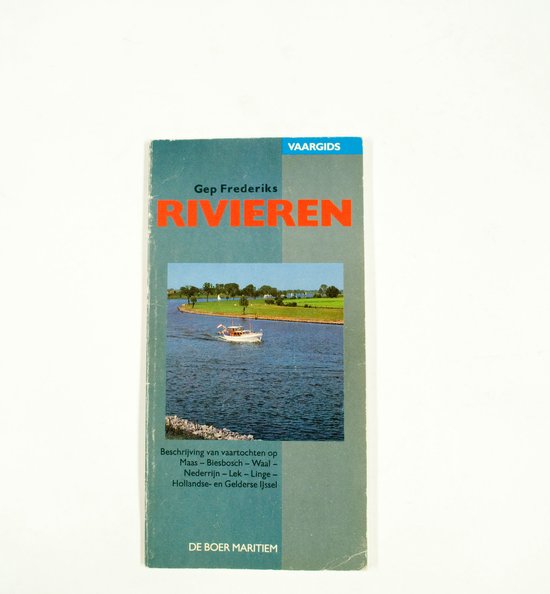 VAARGIDS
Gep Frederiks
RIVIEREN
Beschrijving van vaartochten op
Maas – Biesbosch – Waal –
Nederrijn – Lek – Linge –
Hollandse- en Gelderse IJssel
DE BOER MARITIEM